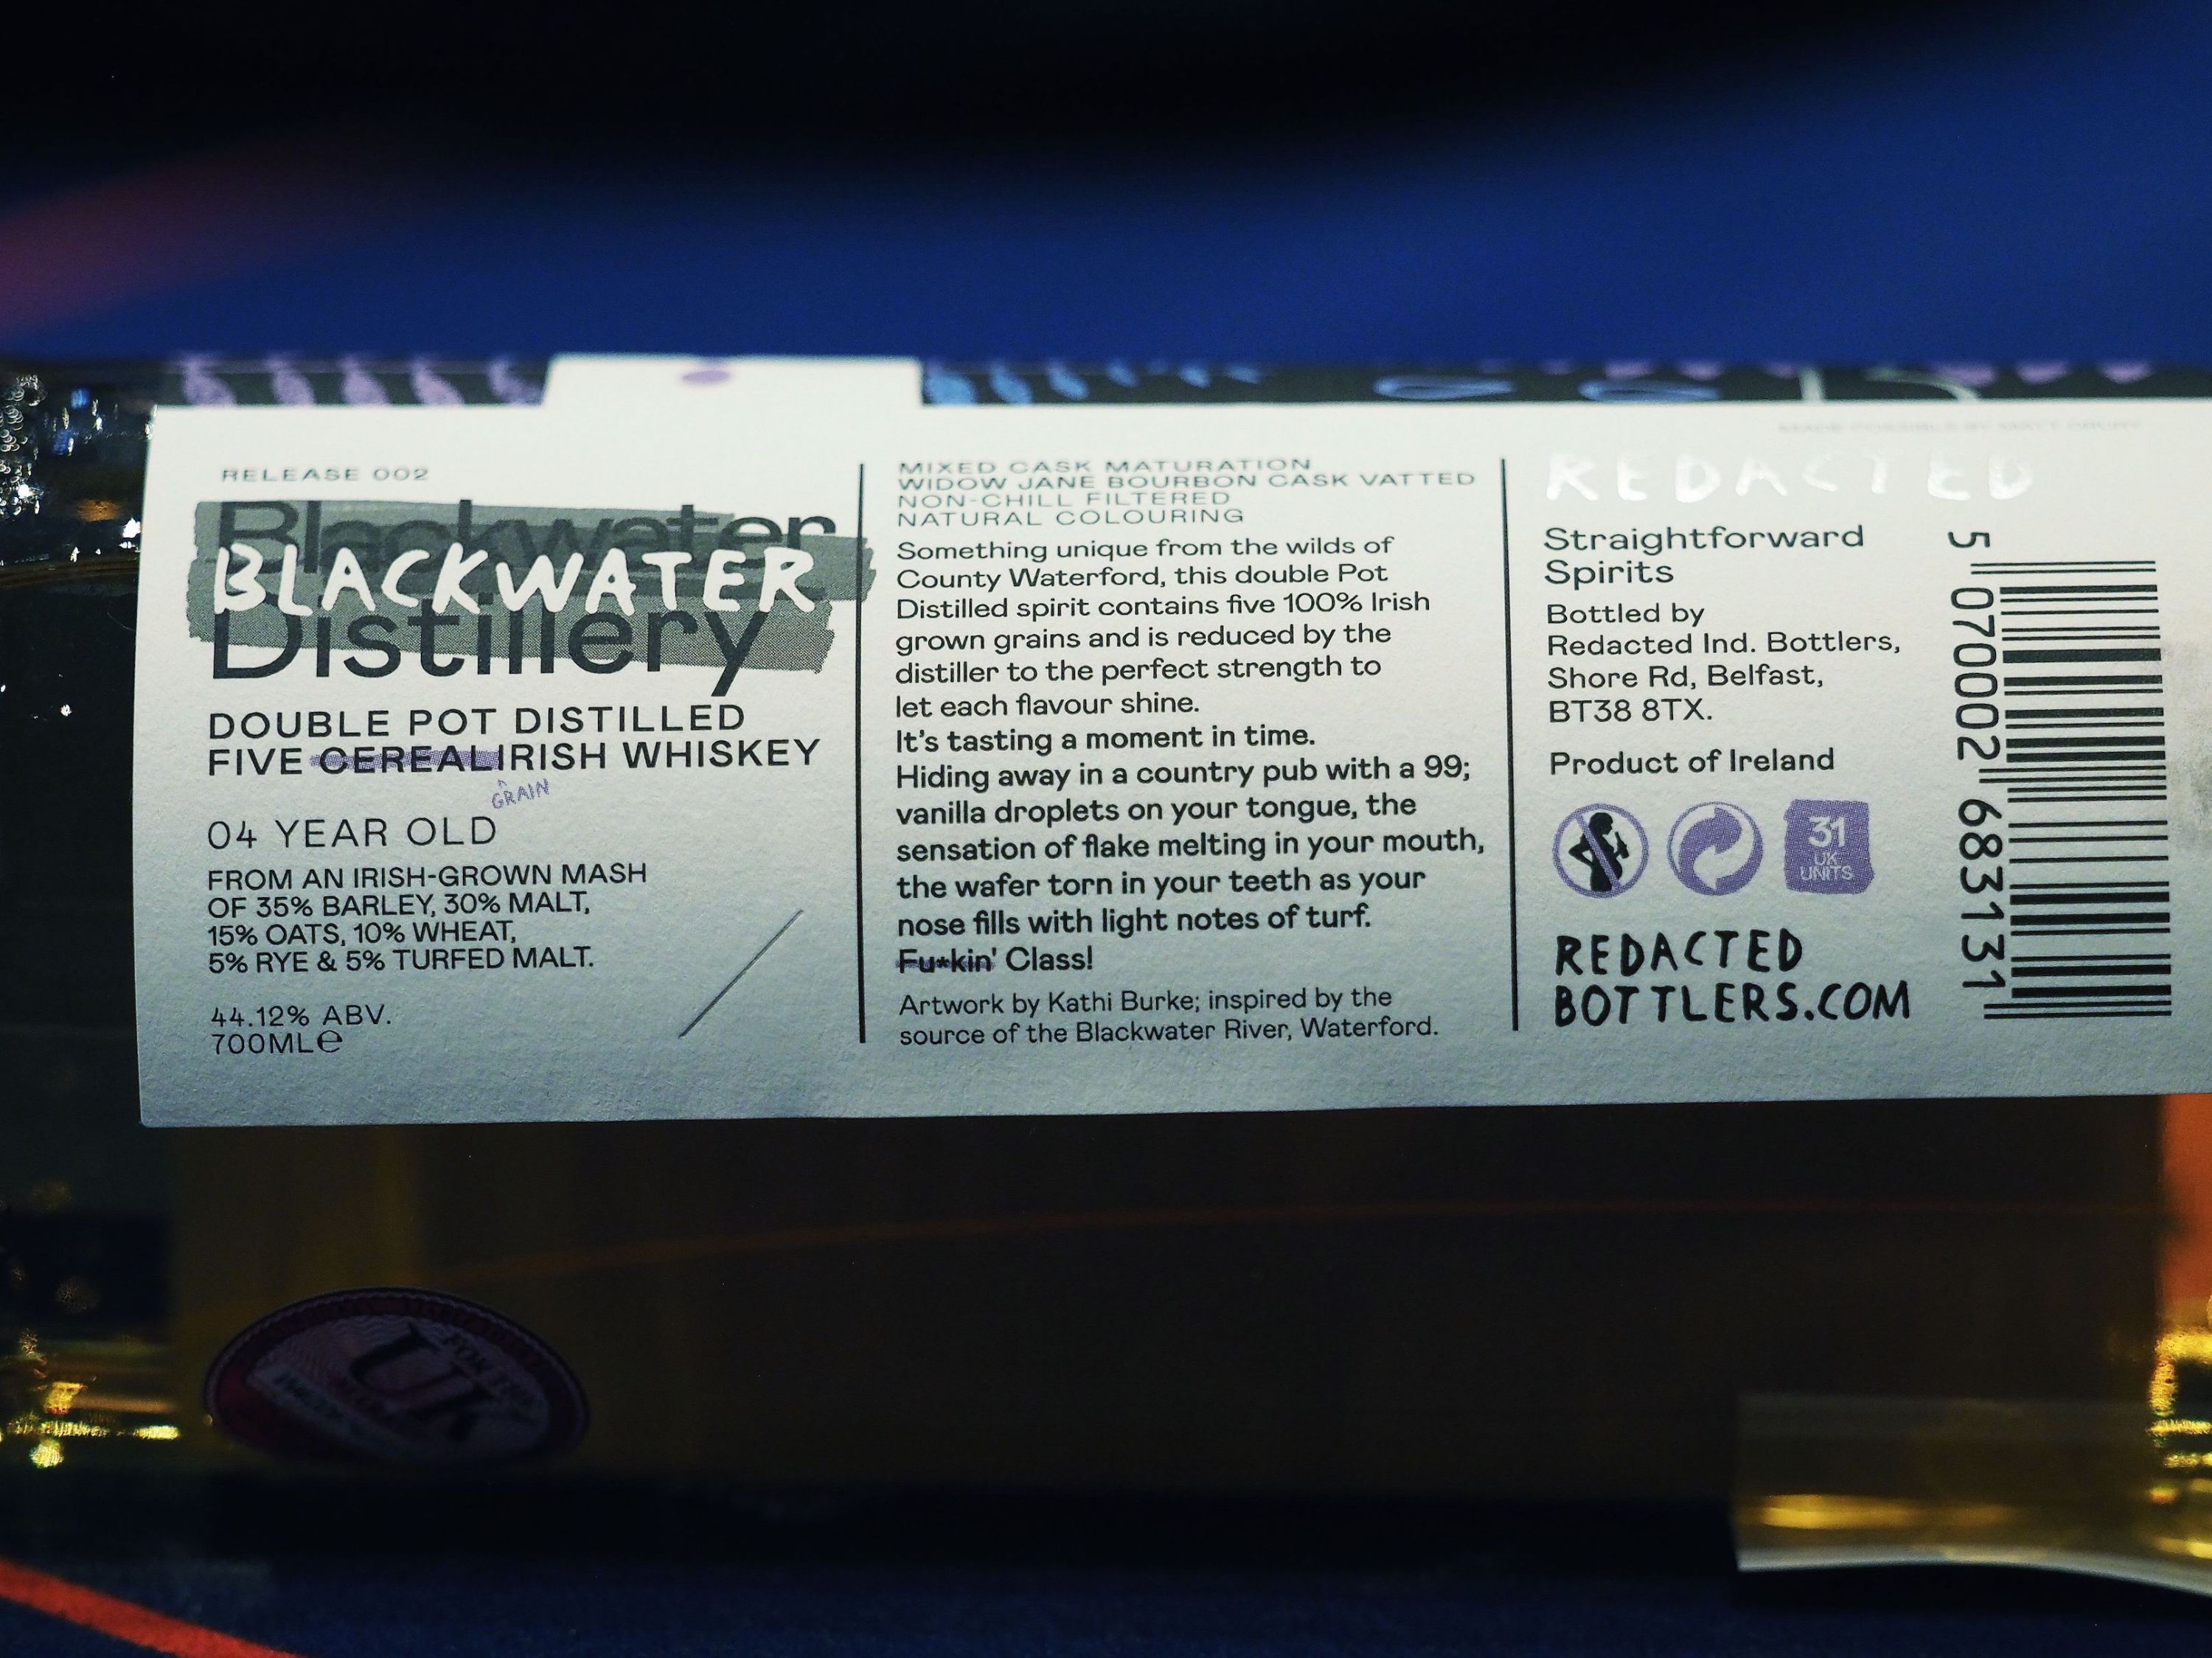 RELEASE 002
Blackwater
BLACKWATER
Distillery
DOUBLE POT DISTILLED
FIVE CEREAL IRISH WHISKEY
^
GRAIN
04 YEAR OLD
FROM AN IRISH-GROWN MASH
OF 35% BARLEY, 30% MALT,
15% OATS, 10% WHEAT,
5% RYE & 5% TURFED MALT.
44.12% ABV.
700ML℮
MIXED CASK MATURATION
WIDOW JANE BOURBON CASK VATTED
NON-CHILL FILTERED
NATURAL COLOURING
Something unique from the wilds of
County Waterford, this double Pot
Distilled spirit contains five 100% Irish
grown grains and is reduced by the
distiller to the perfect strength to
let each flavour shine.
It's tasting a moment in time.
Hiding away in a country pub with a 99;
vanilla droplets on your tongue, the
sensation of flake melting in your mouth,
the wafer torn in your teeth as your
nose fills with light notes of turf.
Fu*kin' Class!
Artwork by Kathi Burke; inspired by the
source of the Blackwater River, Waterford.
REDACTED
Straightforward
Spirits
Bottled by
Redacted Ind. Bottlers,
Shore Rd, Belfast,
BT38 8TX.
Product of Ireland
31
UK
UNITS
REDACTED
BOTTLERS.COM
5 070002 683131
UK